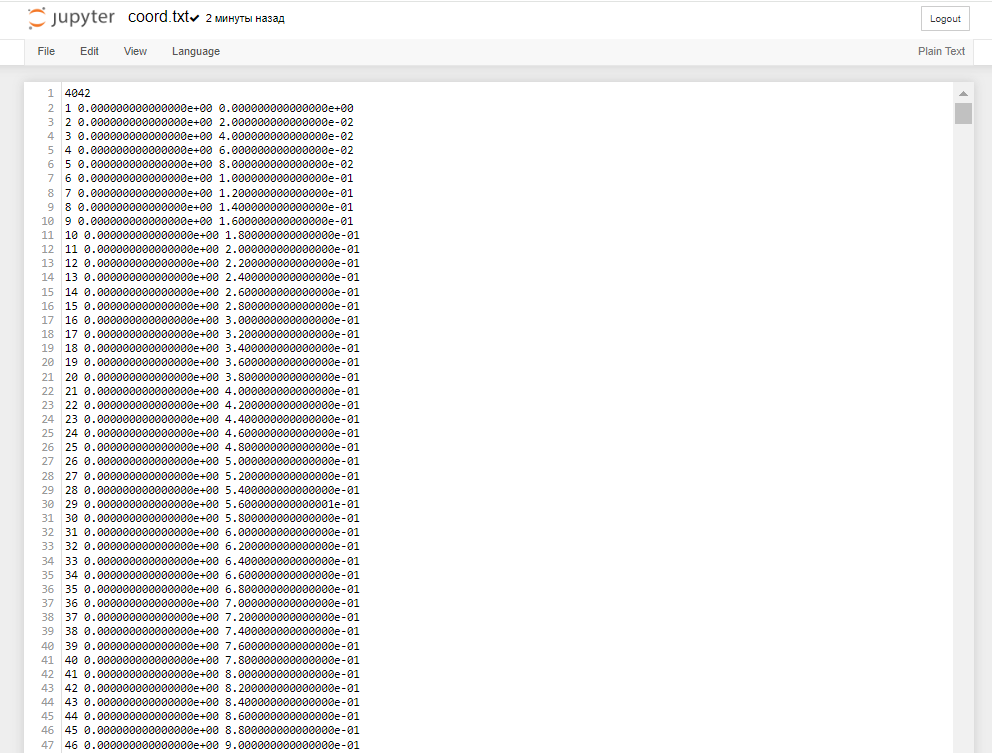 jupyter coord.txt✔ 2 минуты назад Logout
File Edit View Language Plain Text
1 4042
2 1 0.000000000000000e+00 0.000000000000000e+00
3 2 0.000000000000000e+00 2.000000000000000e-02
4 3 0.000000000000000e+00 4.000000000000000e-02
5 4 0.000000000000000e+00 6.000000000000000e-02
6 5 0.000000000000000e+00 8.000000000000000e-02
7 6 0.000000000000000e+00 1.000000000000000e-01
8 7 0.000000000000000e+00 1.200000000000000e-01
9 8 0.000000000000000e+00 1.400000000000000e-01
10 9 0.000000000000000e+00 1.600000000000000e-01
11 10 0.000000000000000e+00 1.800000000000000e-01
12 11 0.000000000000000e+00 2.000000000000000e-01
13 12 0.000000000000000e+00 2.200000000000000e-01
14 13 0.000000000000000e+00 2.400000000000000e-01
15 14 0.000000000000000e+00 2.600000000000000e-01
16 15 0.000000000000000e+00 2.800000000000000e-01
17 16 0.000000000000000e+00 3.000000000000000e-01
18 17 0.000000000000000e+00 3.200000000000000e-01
19 18 0.000000000000000e+00 3.400000000000000e-01
20 19 0.000000000000000e+00 3.600000000000000e-01
21 20 0.000000000000000e+00 3.800000000000000e-01
22 21 0.000000000000000e+00 4.000000000000000e-01
23 22 0.000000000000000e+00 4.200000000000000e-01
24 23 0.000000000000000e+00 4.400000000000000e-01
25 24 0.000000000000000e+00 4.600000000000000e-01
26 25 0.000000000000000e+00 4.800000000000000e-01
27 26 0.000000000000000e+00 5.000000000000000e-01
28 27 0.000000000000000e+00 5.200000000000000e-01
29 28 0.000000000000000e+00 5.400000000000000e-01
30 29 0.000000000000000e+00 5.600000000000001e-01
31 30 0.000000000000000e+00 5.800000000000000e-01
32 31 0.000000000000000e+00 6.000000000000000e-01
33 32 0.000000000000000e+00 6.200000000000000e-01
34 33 0.000000000000000e+00 6.400000000000000e-01
35 34 0.000000000000000e+00 6.600000000000000e-01
36 35 0.000000000000000e+00 6.800000000000000e-01
37 36 0.000000000000000e+00 7.000000000000000e-01
38 37 0.000000000000000e+00 7.200000000000000e-01
39 38 0.000000000000000e+00 7.400000000000000e-01
40 39 0.000000000000000e+00 7.600000000000000e-01
41 40 0.000000000000000e+00 7.800000000000000e-01
42 41 0.000000000000000e+00 8.000000000000000e-01
43 42 0.000000000000000e+00 8.200000000000000e-01
44 43 0.000000000000000e+00 8.400000000000000e-01
45 44 0.000000000000000e+00 8.600000000000000e-01
46 45 0.000000000000000e+00 8.800000000000000e-01
47 46 0.000000000000000e+00 9.000000000000000e-01